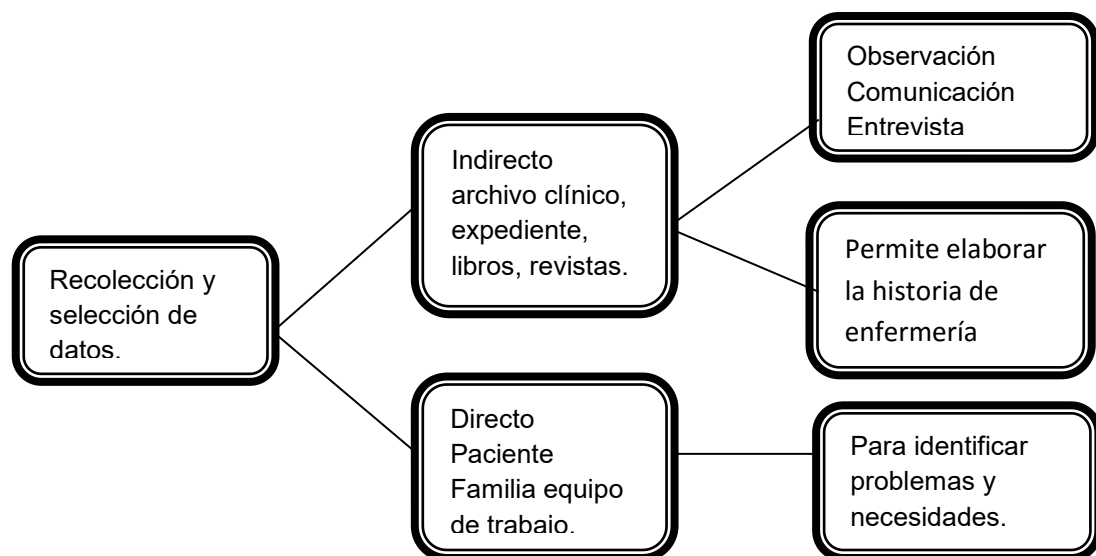 Recolección y
selección de
datos.
Indirecto
archivo clínico,
expediente,
libros, revistas.
Directo
Paciente
Familia equipo
de trabajo.
Observación
Comunicación
Entrevista
Permite elaborar
la historia de
enfermería
Para identificar
problemas y
necesidades.